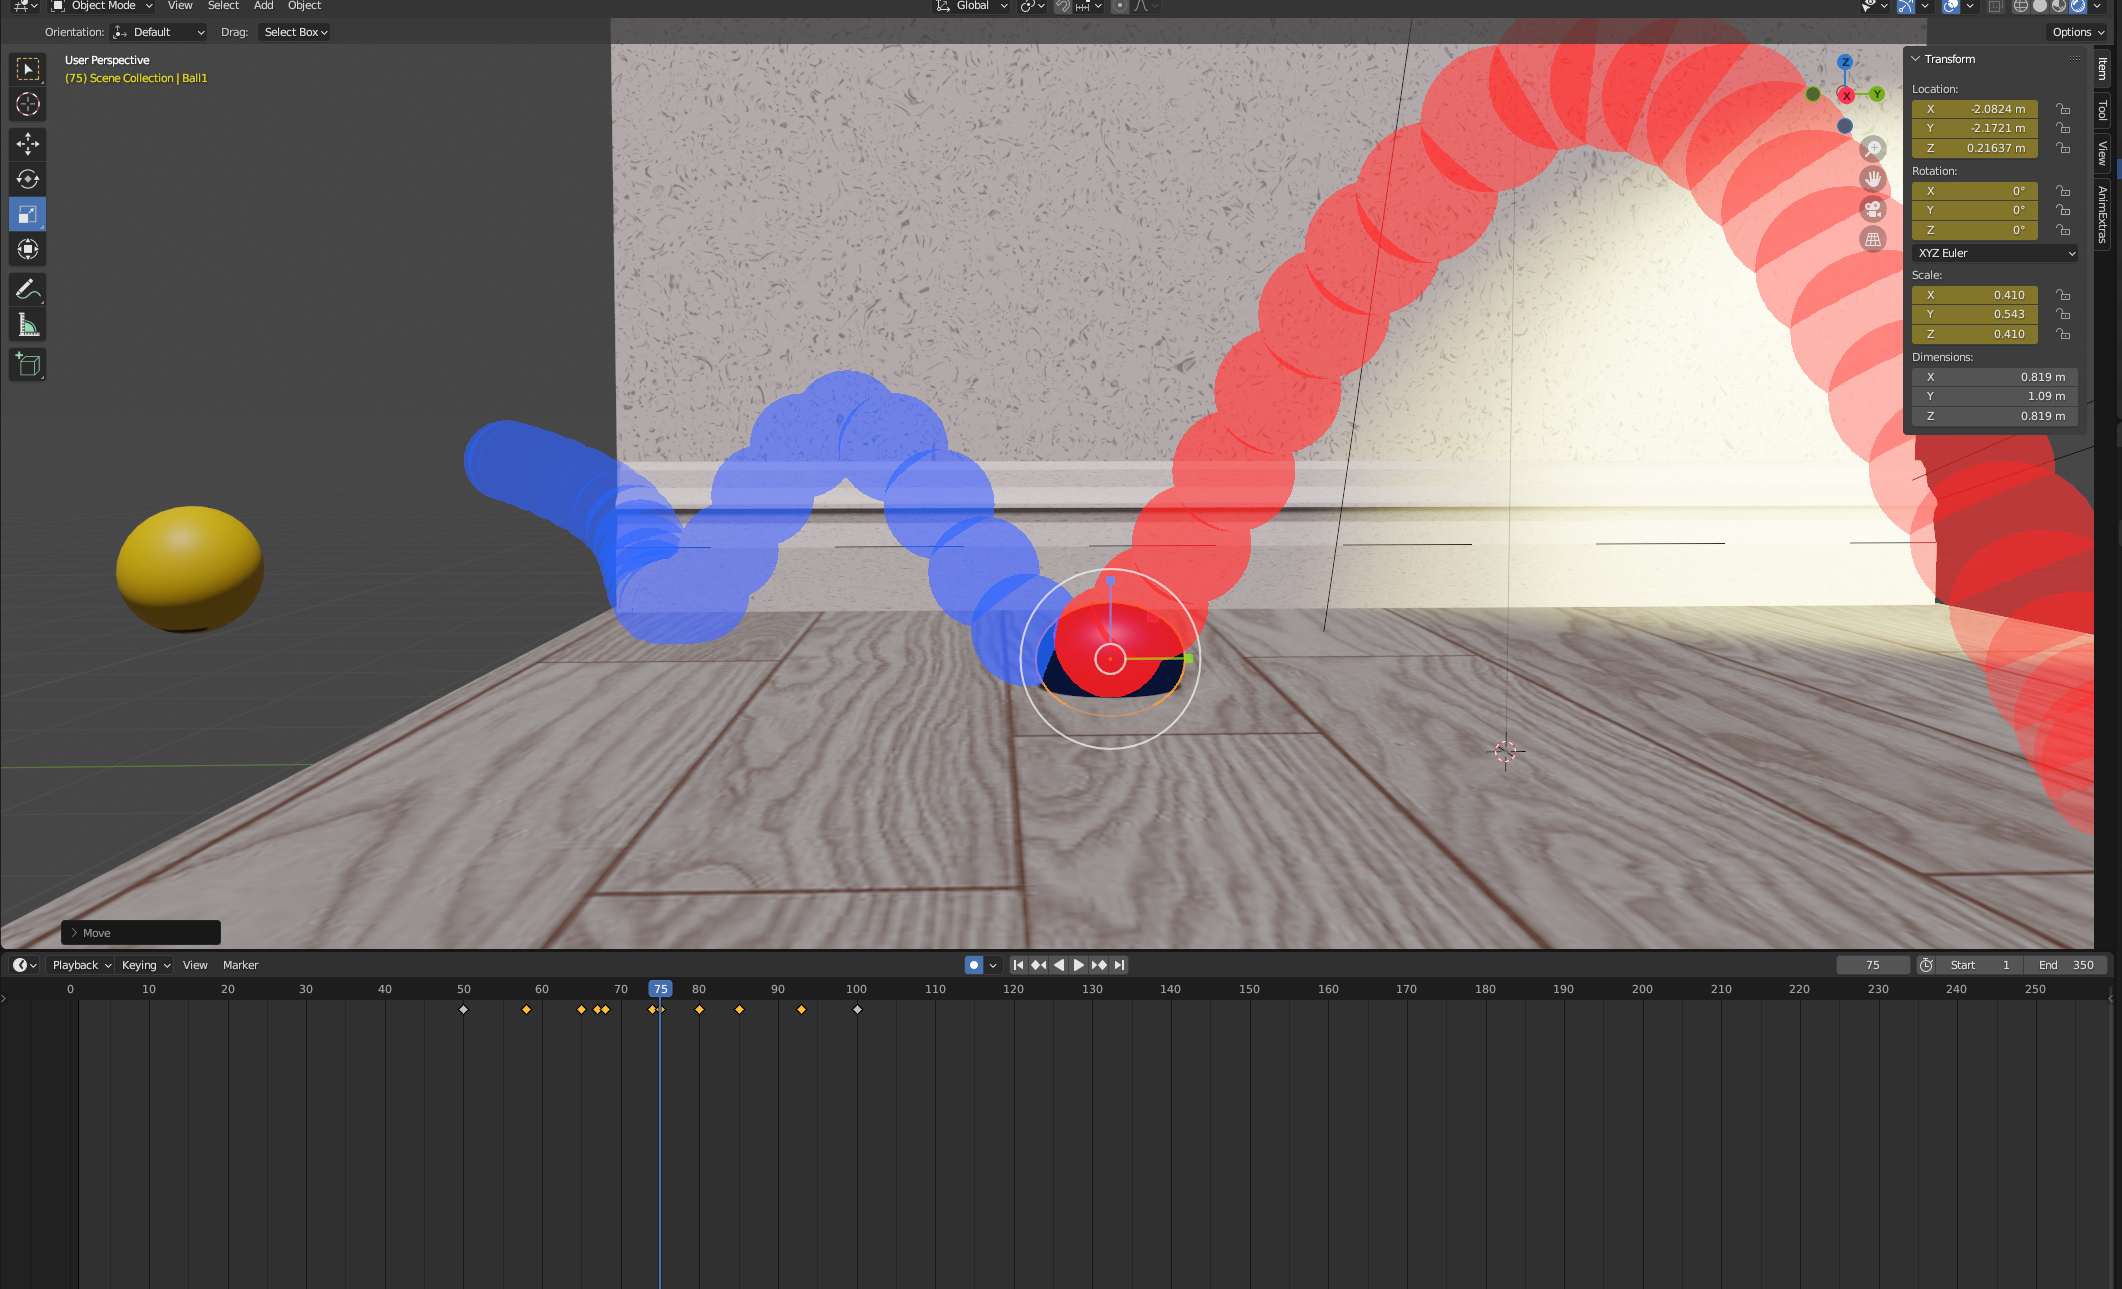 Object Mode View Select Add Object Global
Orientation: Default Drag: Select Box Options
User Perspective
(75) Scene Collection | Ball1
Transform
Location:
X -2.0824 m
Y -2.1721 m
Z 0.21637 m
Rotation:
X 0°
Y 0°
Z 0°
XYZ Euler
Scale:
X 0.410
Y 0.543
Z 0.410
Dimensions:
X 0.819 m
Y 1.09 m
Z 0.819 m
Item
Tool
View
AnimExtras
Z
X
Y
Move
Playback Keying View Marker 75 Start 1 End 350
0 10 20 30 40 50 60 70 75 80 90 100 110 120 130 140 150 160 170 180 190 200 210 220 230 240 250